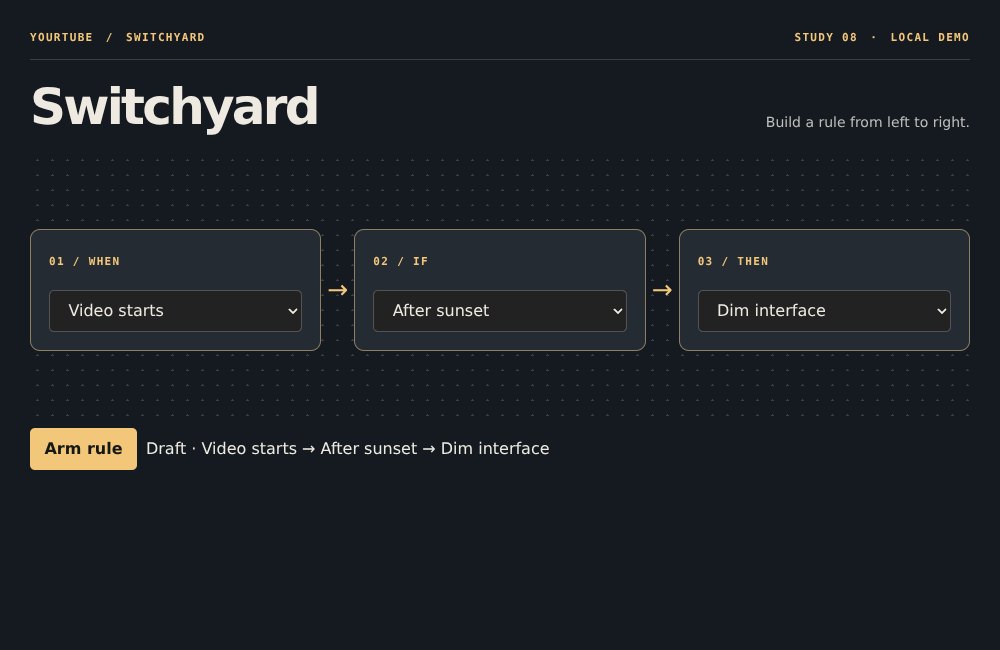 YOURTUBE / SWITCHYARD
STUDY 08 · LOCAL DEMO
Switchyard
Build a rule from left to right.
01 / WHEN
Video starts
→
02 / IF
After sunset
→
03 / THEN
Dim interface
Arm rule
Draft · Video starts → After sunset → Dim interface